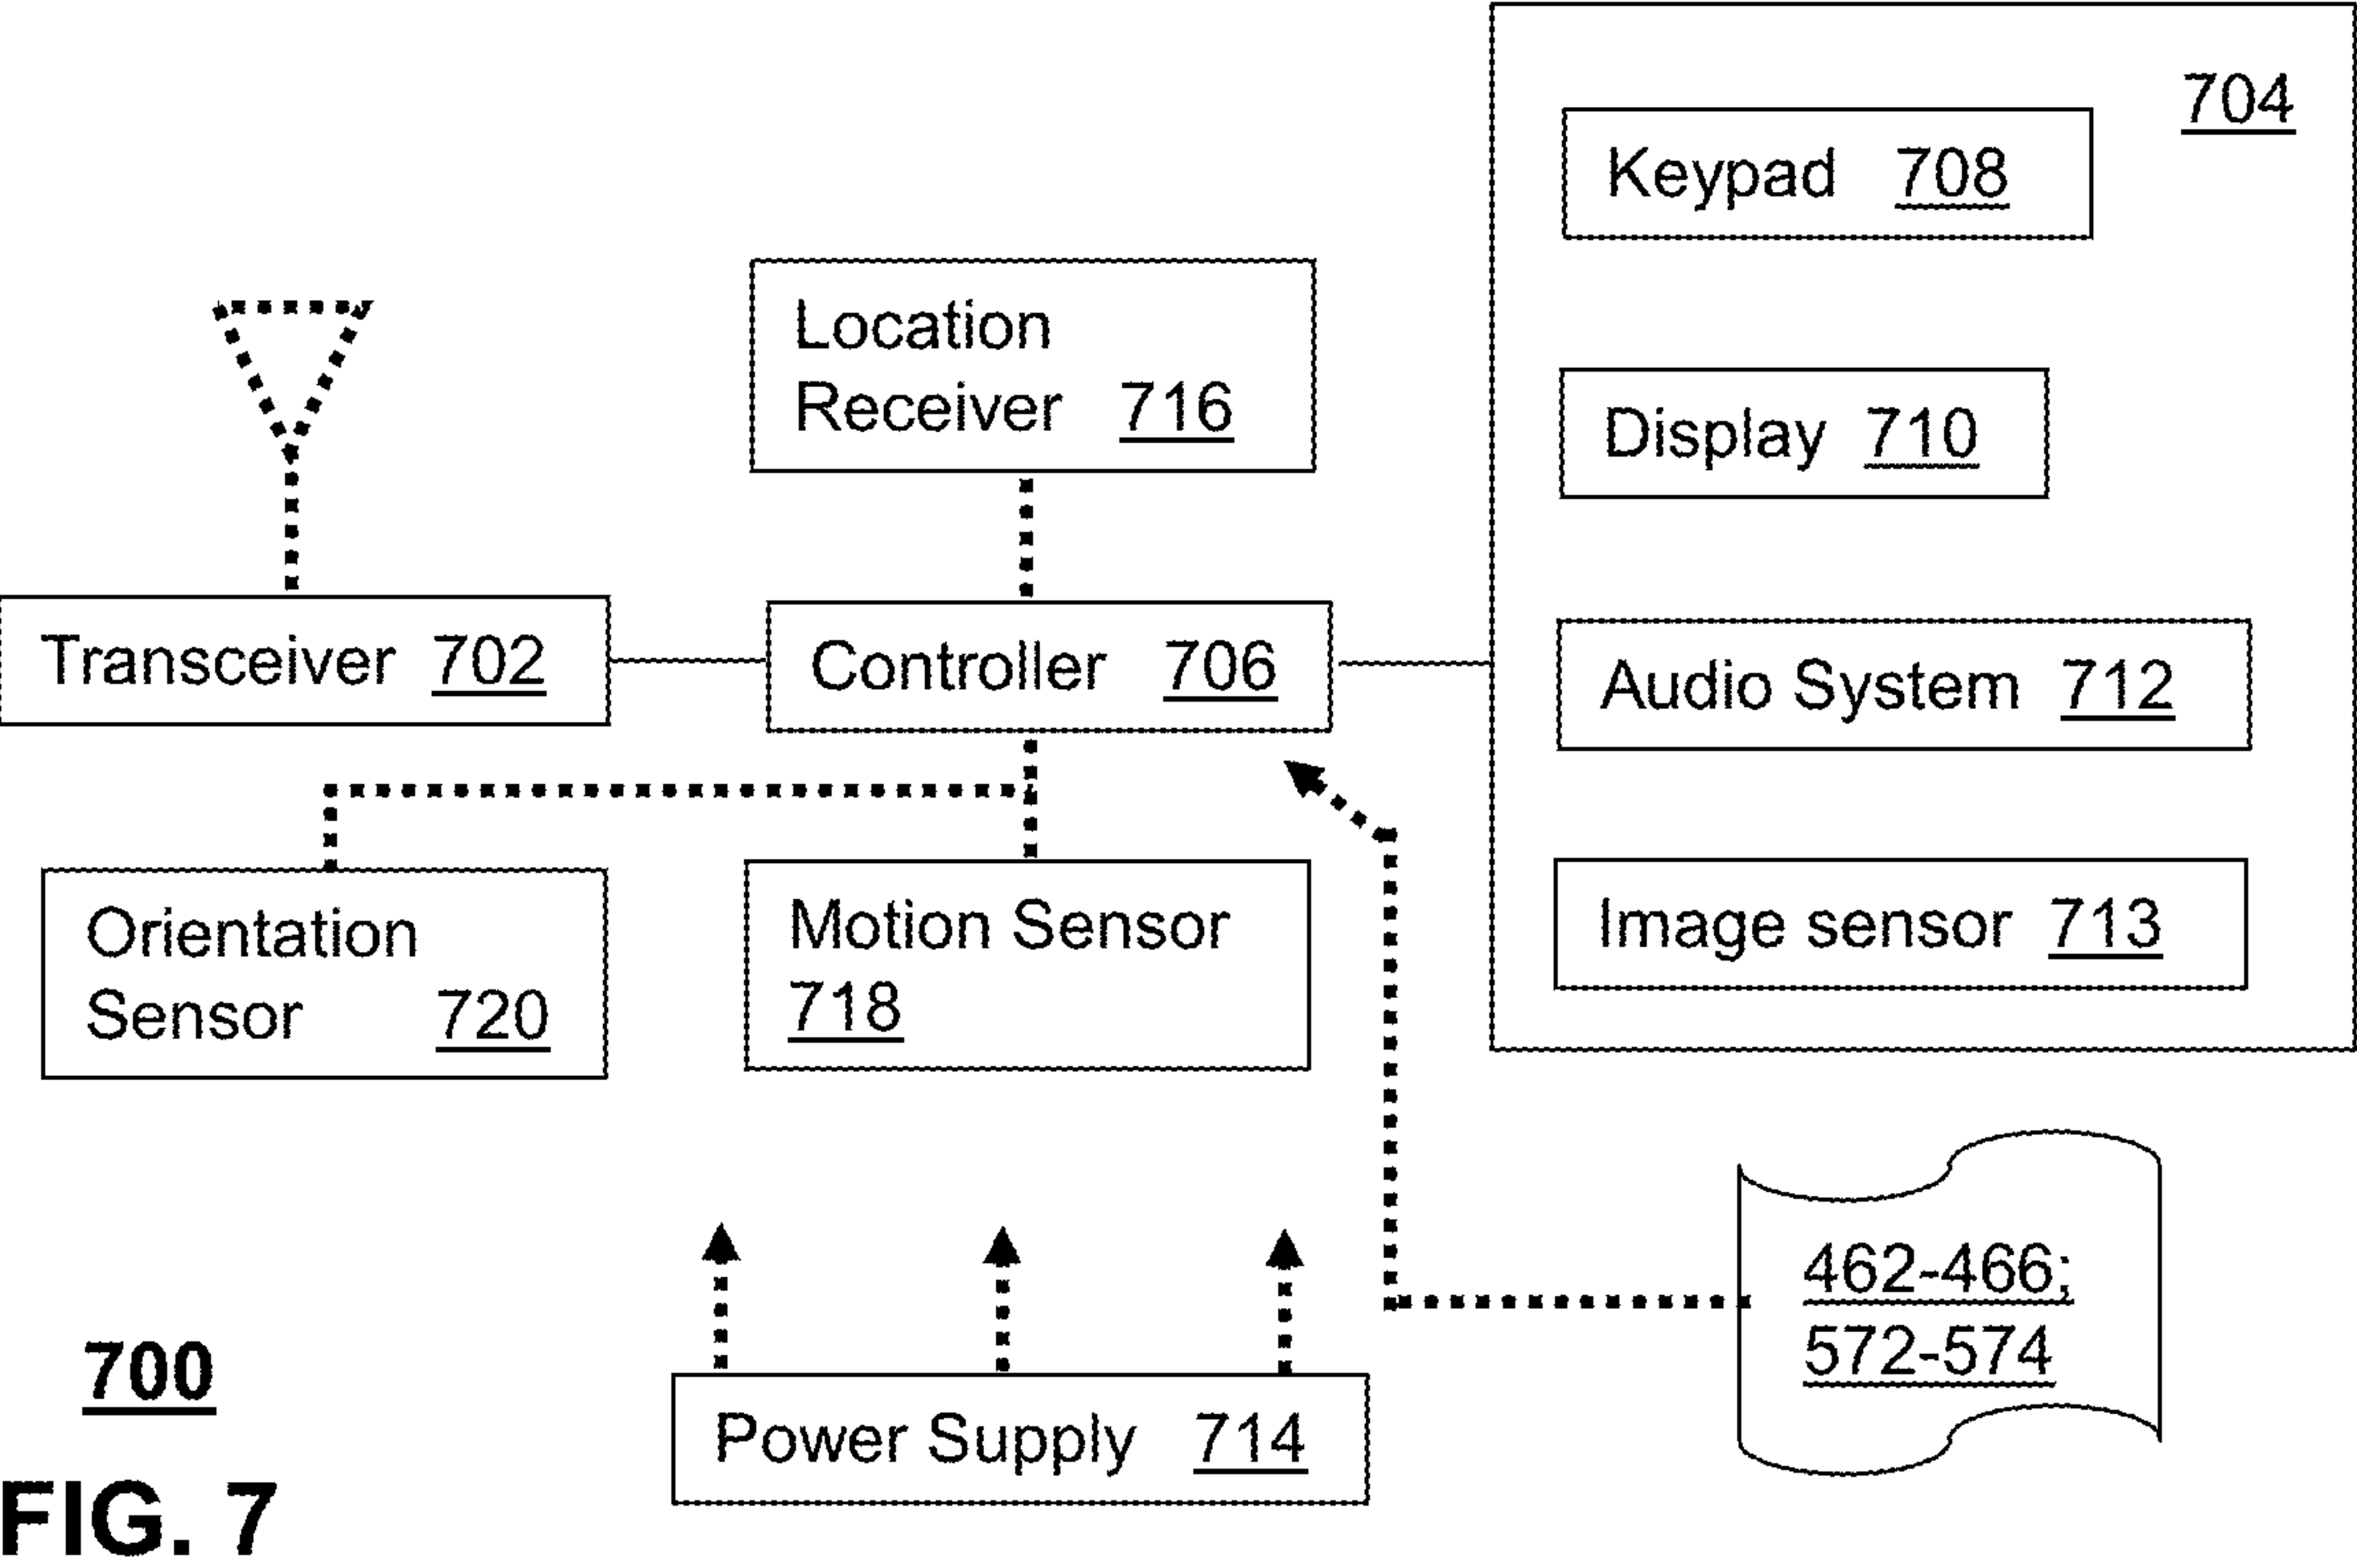 704
Keypad 708
Location
Receiver 716
Display 710
Transceiver 702
Controller 706
Audio System 712
Orientation
Sensor 720
Motion Sensor
718
Image sensor 713
462-466;
572-574
700
Power Supply 714
FIG. 7